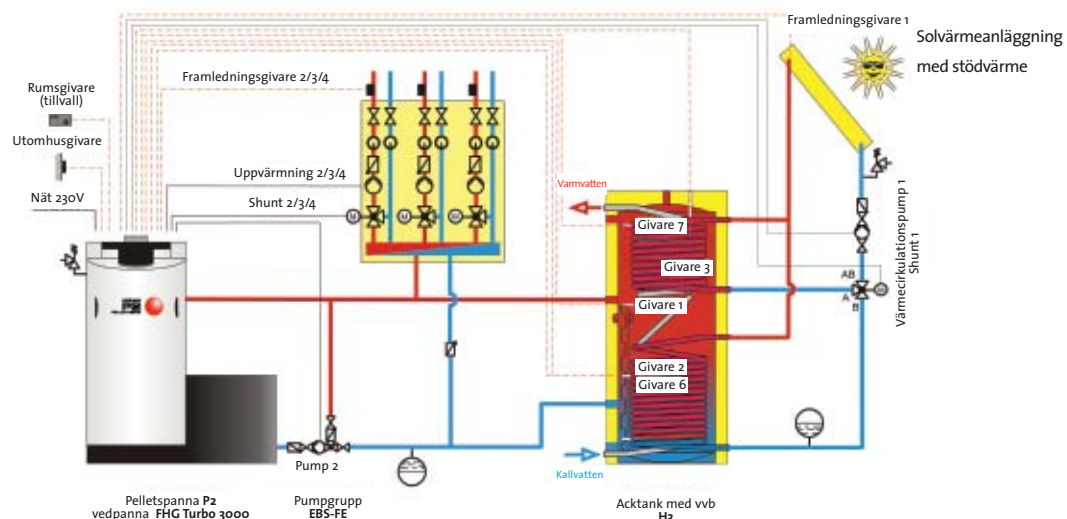 Framledningsgivare 1
Solvärmeanläggning
med stödvärme
Framledningsgivare 2/3/4
Rumsgivare
(tillval)
Utomhusgivare
Uppvärmning 2/3/4
Nät 230V
Shunt 2/3/4
M
M
Varmvatten
Givare 7
Givare 3
Givare 1
Givare 2
Givare 6
Kallvatten
AB
A
B
Värmecirkulationspump 1
Shunt 1
Pump 2
Pelletspanna P2
vedpanna FHG Turbo 3000
Pumpgrupp
EBS-FE
Acktank med vvb
H3